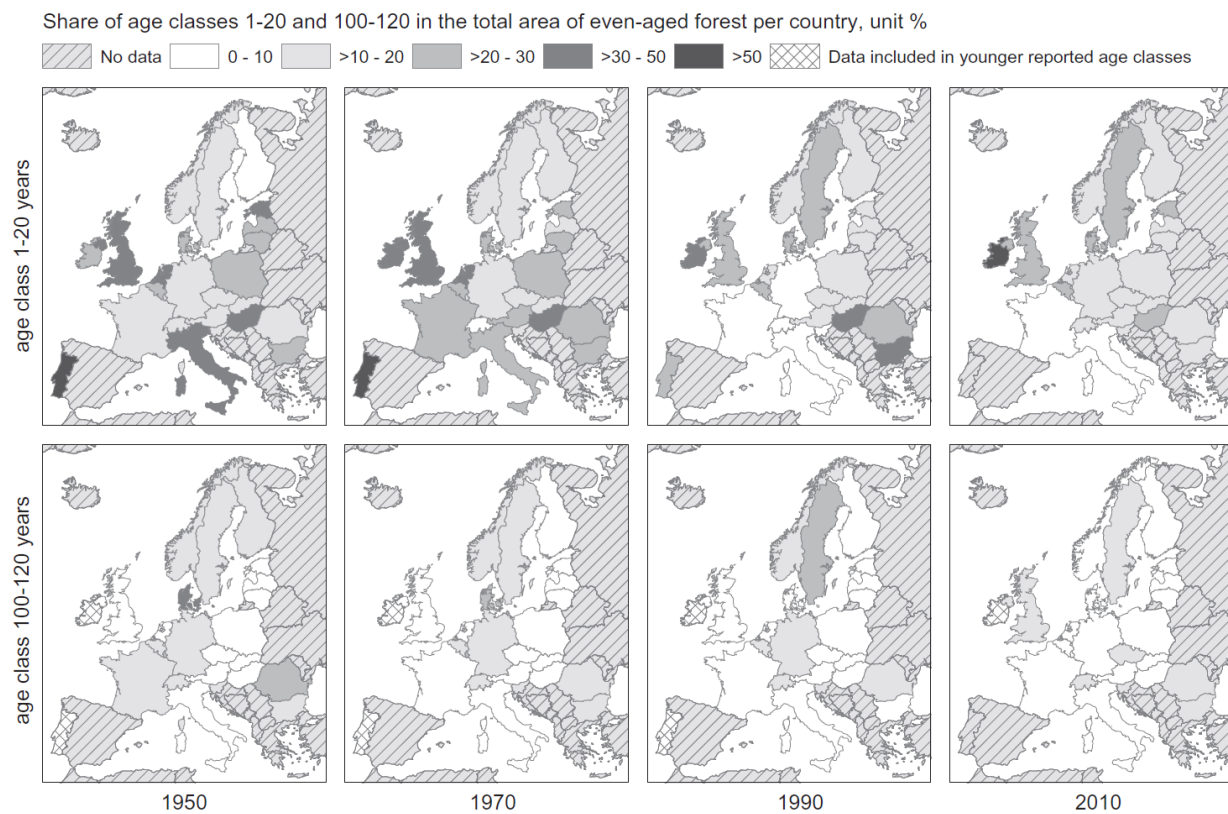 Share of age classes 1-20 and 100-120 in the total area of even-aged forest per country, unit %
No data 0 - 10 >10 - 20 >20 - 30 >30 - 50 >50 Data included in younger reported age classes
age class 1-20 years
age class 100-120 years
1950 1970 1990 2010